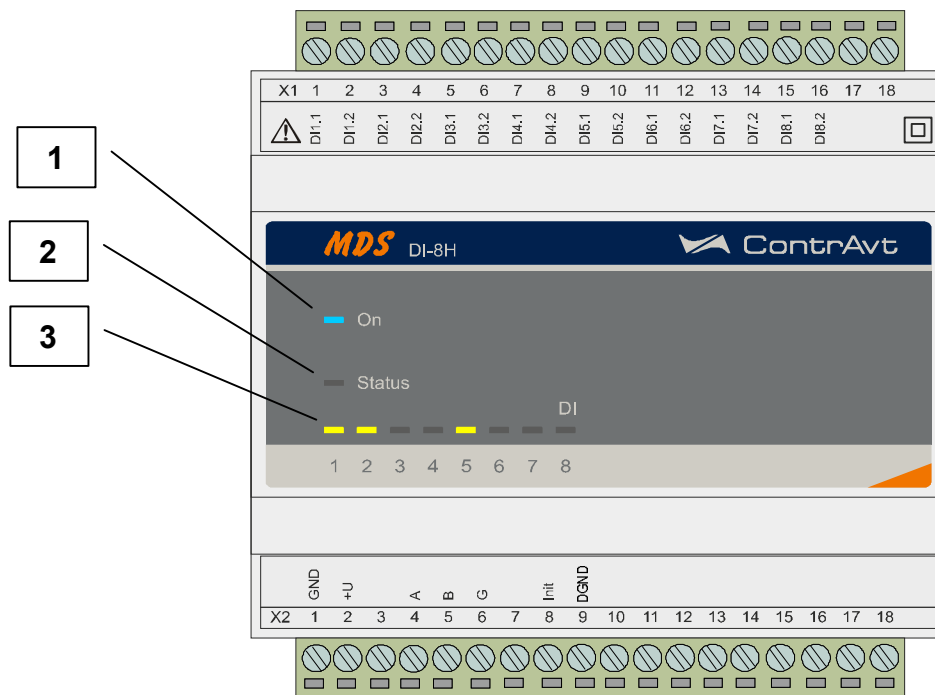 X1 1 2 3 4 5 6 7 8 9 10 11 12 13 14 15 16 17 18
DI1.1 DI1.2 DI2.1 DI2.2 DI3.1 DI3.2 DI4.1 DI4.2 DI5.1 DI5.2 DI6.1 DI6.2 DI7.1 DI7.2 DI8.1 DI8.2
1
2
3
MDS DI-8H ContrAvt
On
Status
DI
1 2 3 4 5 6 7 8
GND +U A B G Init DGND
X2 1 2 3 4 5 6 7 8 9 10 11 12 13 14 15 16 17 18